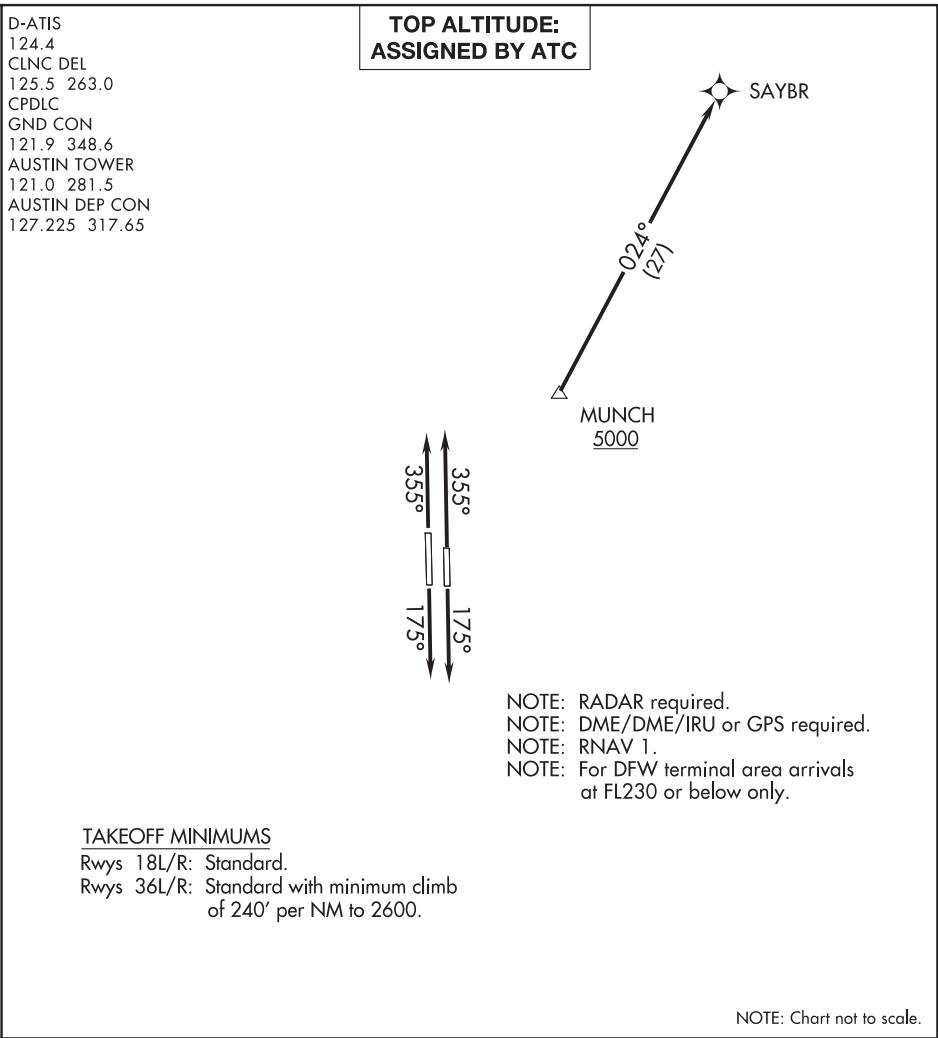 D-ATIS
124.4
CLNC DEL
125.5 263.0
CPDLC
GND CON
121.9 348.6
AUSTIN TOWER
121.0 281.5
AUSTIN DEP CON
127.225 317.65
TOP ALTITUDE:
ASSIGNED BY ATC
SAYBR
024°
(27)
MUNCH
5000
355°
355°
175°
175°
NOTE: RADAR required.
NOTE: DME/DME/IRU or GPS required.
NOTE: RNAV 1.
NOTE: For DFW terminal area arrivals
at FL230 or below only.
TAKEOFF MINIMUMS
Rwys 18L/R: Standard.
Rwys 36L/R: Standard with minimum climb
of 240' per NM to 2600.
NOTE: Chart not to scale.